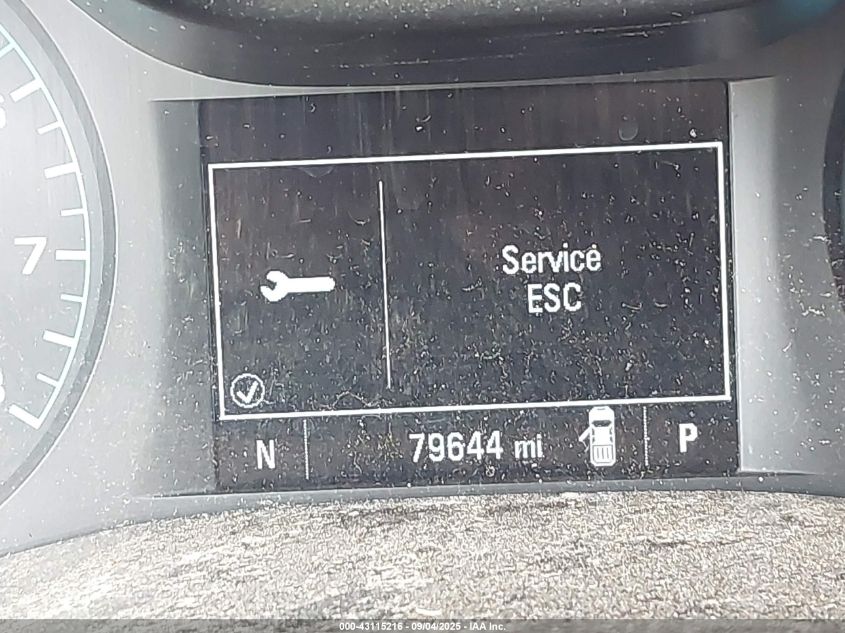 7
Service
ESC
N
79644 mi
P
000-43115216 - 09/04/2025 - IAA Inc.